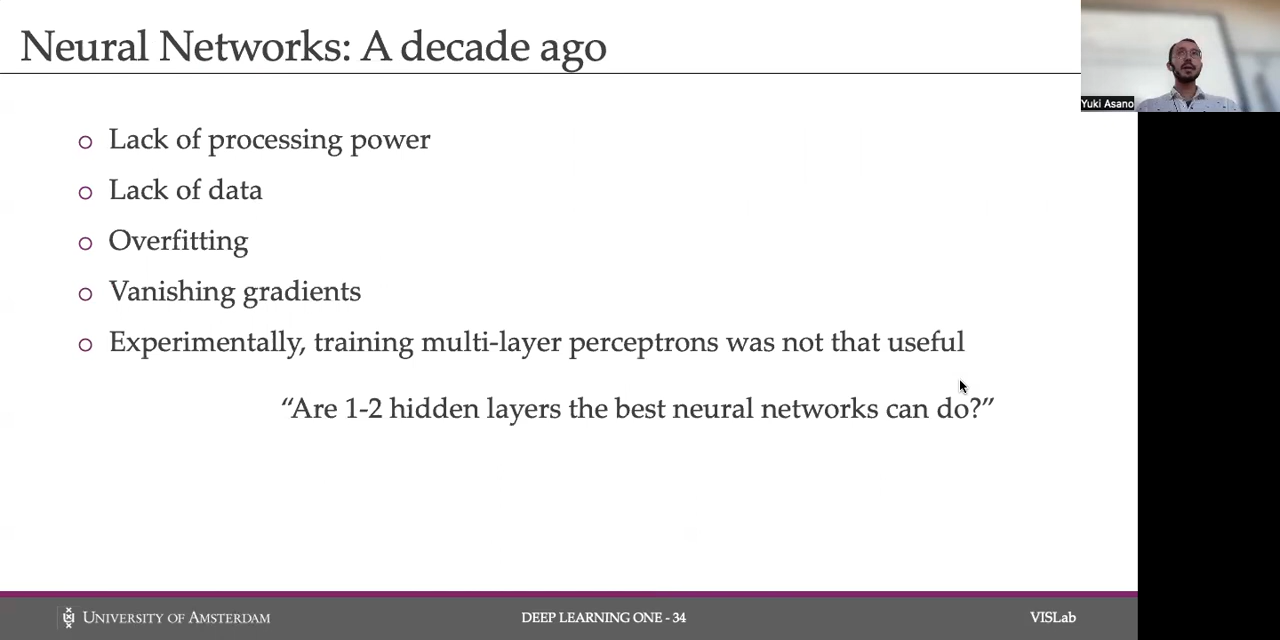 Neural Networks: A decade ago
Yuki Asano
Lack of processing power
Lack of data
Overfitting
Vanishing gradients
Experimentally, training multi-layer perceptrons was not that useful
“Are 1-2 hidden layers the best neural networks can do?”
UNIVERSITY OF AMSTERDAM
DEEP LEARNING ONE - 34
VISLab